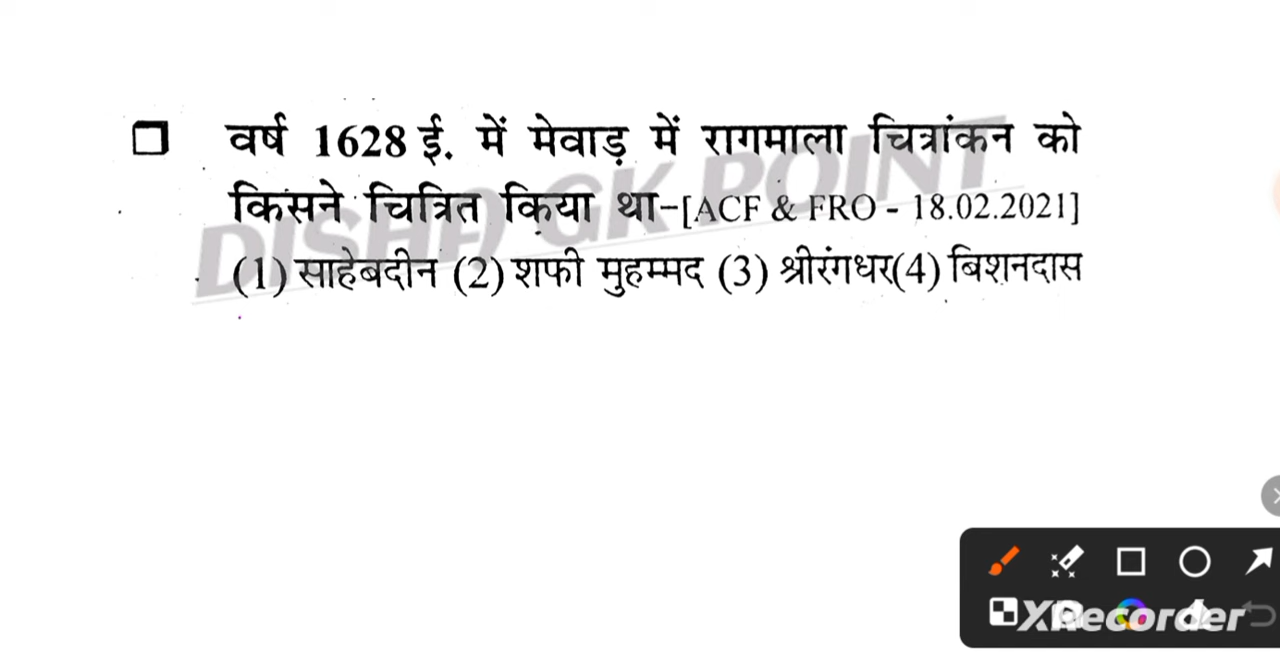 वर्ष 1628 ई. में मेवाड़ में रागमाला चित्रांकन को
किसने चित्रित किया था-[ACF & FRO - 18.02.2021]
(1) साहेबदीन (2) शफी मुहम्मद (3) श्रीरंगधर(4) बिशनदास
DISHA GK POINT
XRecorder